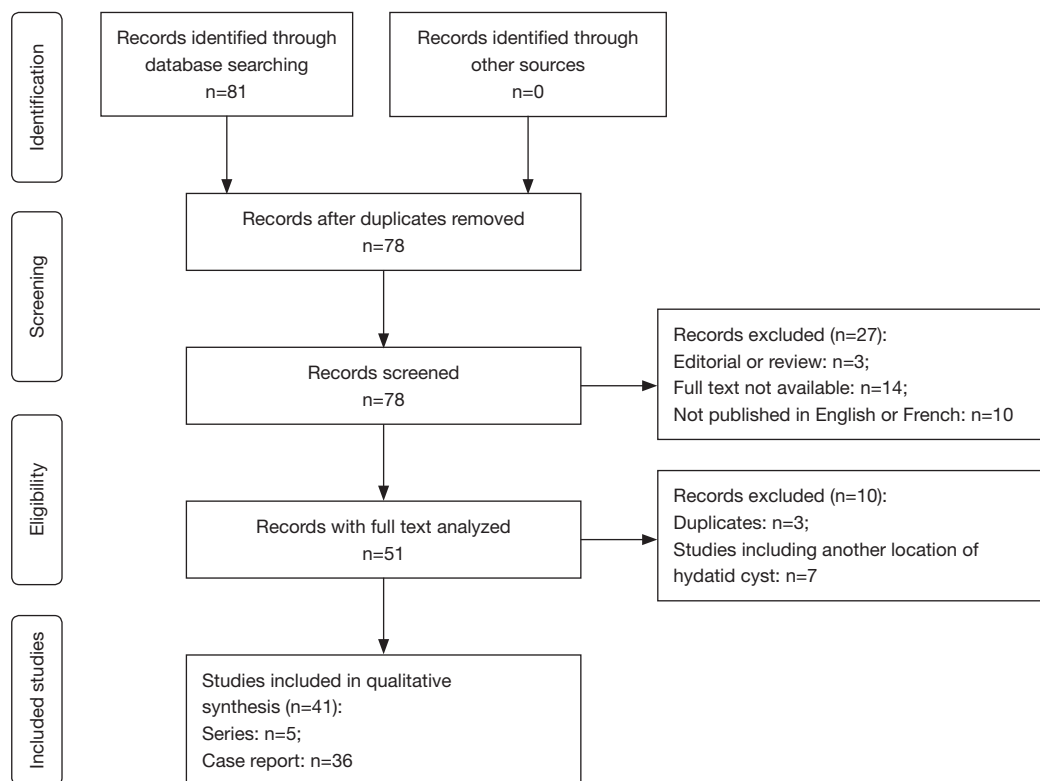 Identification
Records identified through
database searching
n=81
Records identified through
other sources
n=0
Screening
Records after duplicates removed
n=78
Records screened
n=78
Records excluded (n=27):
Editorial or review: n=3;
Full text not available: n=14;
Not published in English or French: n=10
Eligibility
Records with full text analyzed
n=51
Records excluded (n=10):
Duplicates: n=3;
Studies including another location of
hydatid cyst: n=7
Included studies
Studies included in qualitative
synthesis (n=41):
Series: n=5;
Case report: n=36